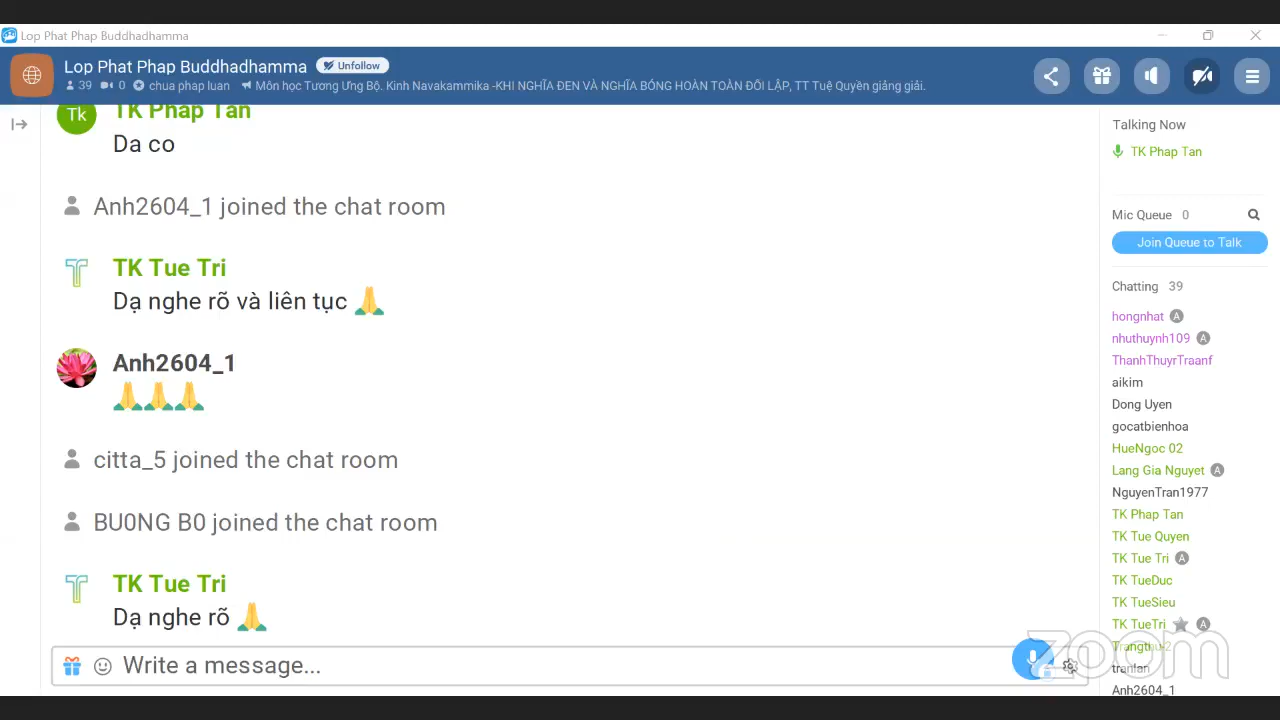 Lop Phat Phap Buddhadhamma
Lop Phat Phap Buddhadhamma Unfollow
39 0 chua phap luan Môn học Tương Ưng Bộ. Kinh Navakammika -KHI NGHĨA ĐEN VÀ NGHĨA BÓNG HOÀN TOÀN ĐỐI LẬP, TT Tuệ Quyền giảng giải.
Tk TK Phap Tan
Da co
Anh2604_1 joined the chat room
TK Tue Tri
Dạ nghe rõ và liên tục 🙏
Anh2604_1
🙏🙏🙏
citta_5 joined the chat room
BU0NG B0 joined the chat room
TK Tue Tri
Dạ nghe rõ 🙏
Write a message...
Talking Now
TK Phap Tan
Mic Queue 0
Join Queue to Talk
Chatting 39
hongnhat A
nhuthuynh109 A
ThanhThuyrTraanf
aikim
Dong Uyen
gocatbienhoa
HueNgoc 02
Lang Gia Nguyet A
NguyenTran1977
TK Phap Tan
TK Tue Quyen
TK Tue Tri A
TK TueDuc
TK TueSieu
TK TueTri A
Trangthu-2
tranlan
Anh2604_1
zoom